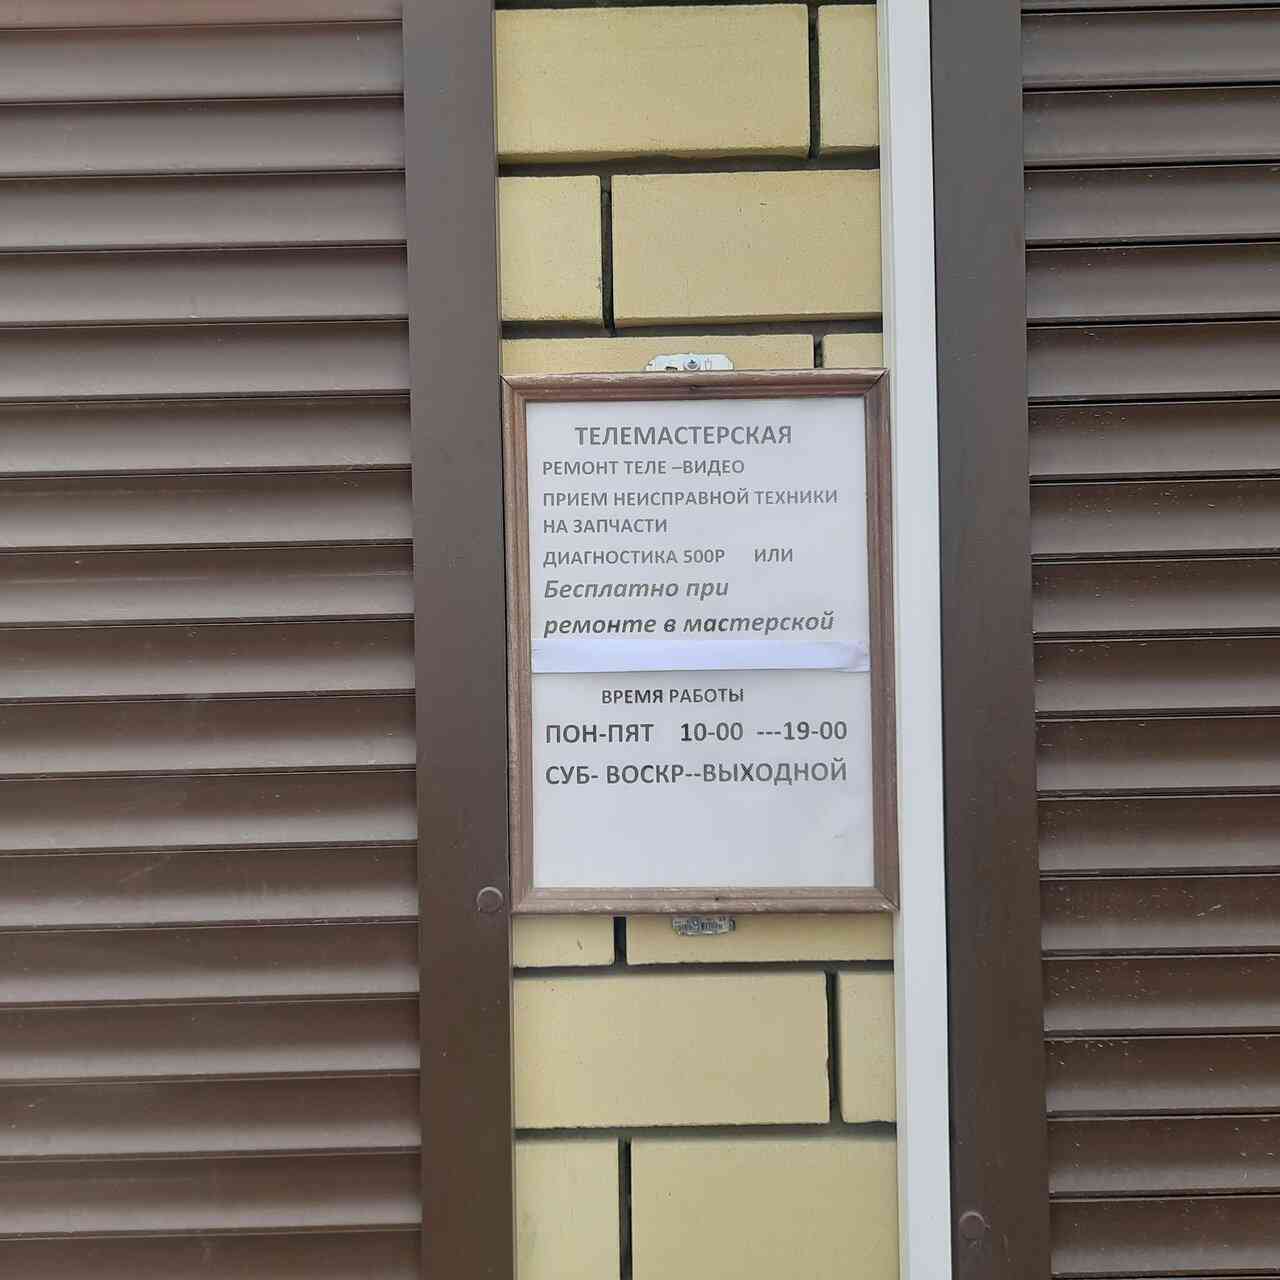 ТЕЛЕМАСТЕРСКАЯ
РЕМОНТ ТЕЛЕ –ВИДЕО
ПРИЕМ НЕИСПРАВНОЙ ТЕХНИКИ
НА ЗАПЧАСТИ
ДИАГНОСТИКА 500Р ИЛИ
Бесплатно при
ремонте в мастерской
ВРЕМЯ РАБОТЫ
ПОН-ПЯТ 10-00 ---19-00
СУБ- ВОСКР--ВЫХОДНОЙ